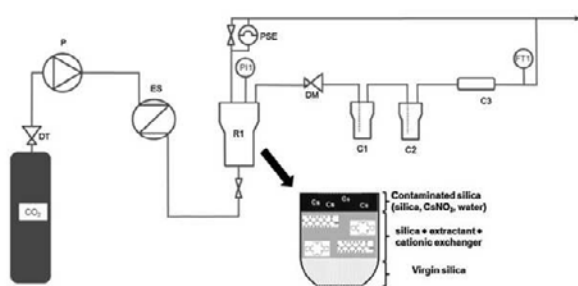 P
PSE
PI1
FT1
ES
DM
DT
R1
C1
C2
C3
CO₂
Cs
Cs Cs Cs
Contaminated silica
(silica, CsNO₃, water)
silica + extractant +
cationic exchanger
Virgin silica